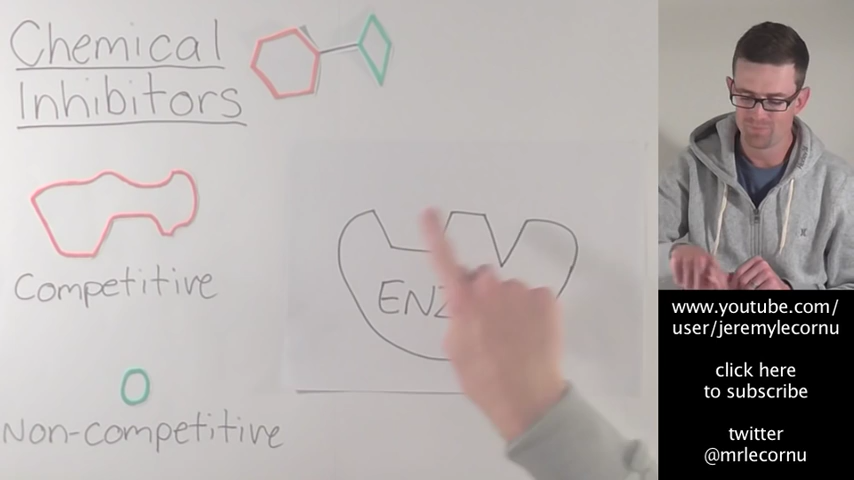 Chemical
Inhibitors
Competitive
Non-competitive
www.youtube.com/
user/jeremylecornu
click here
to subscribe
twitter
@mrlecornu